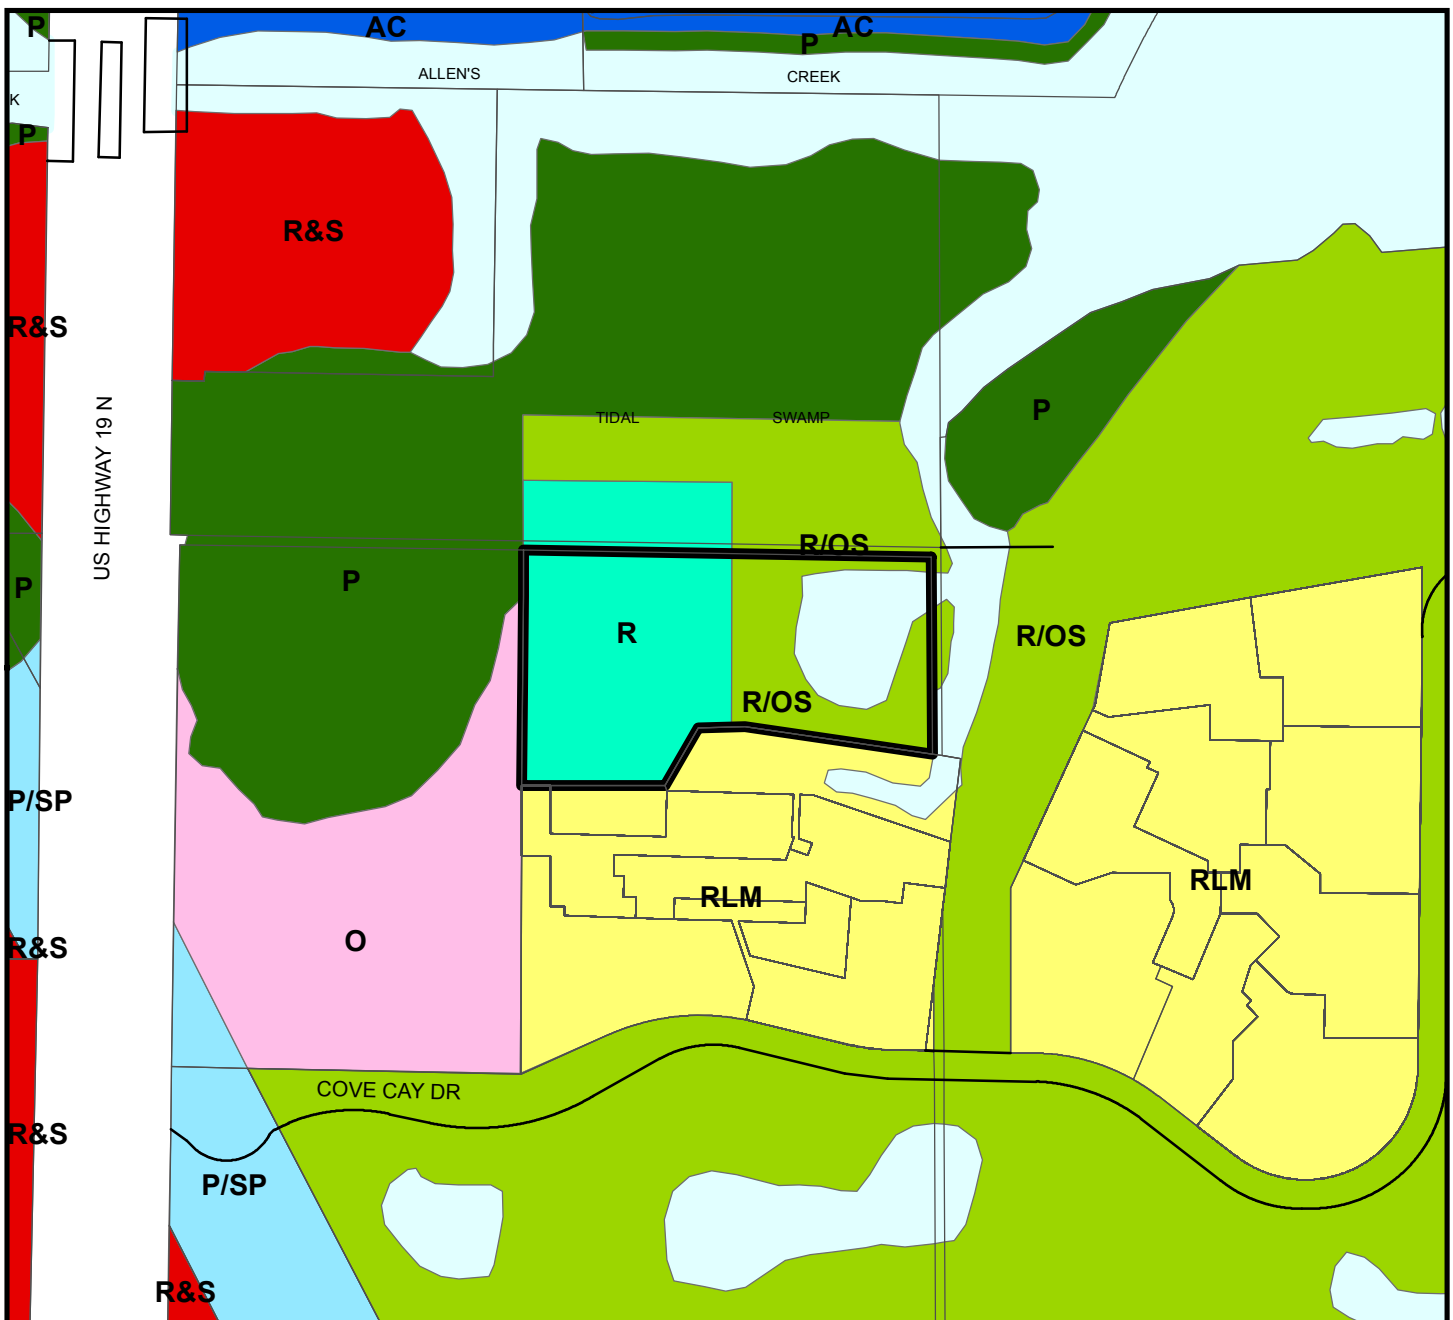 P
AC
AC
P
ALLEN'S
CREEK
K
P
R&S
R&S
P
TIDAL
SWAMP
US HIGHWAY 19 N
R/OS
P
P
R
R/OS
R/OS
P/SP
RLM
RLM
O
R&S
COVE CAY DR
R&S
P/SP
R&S